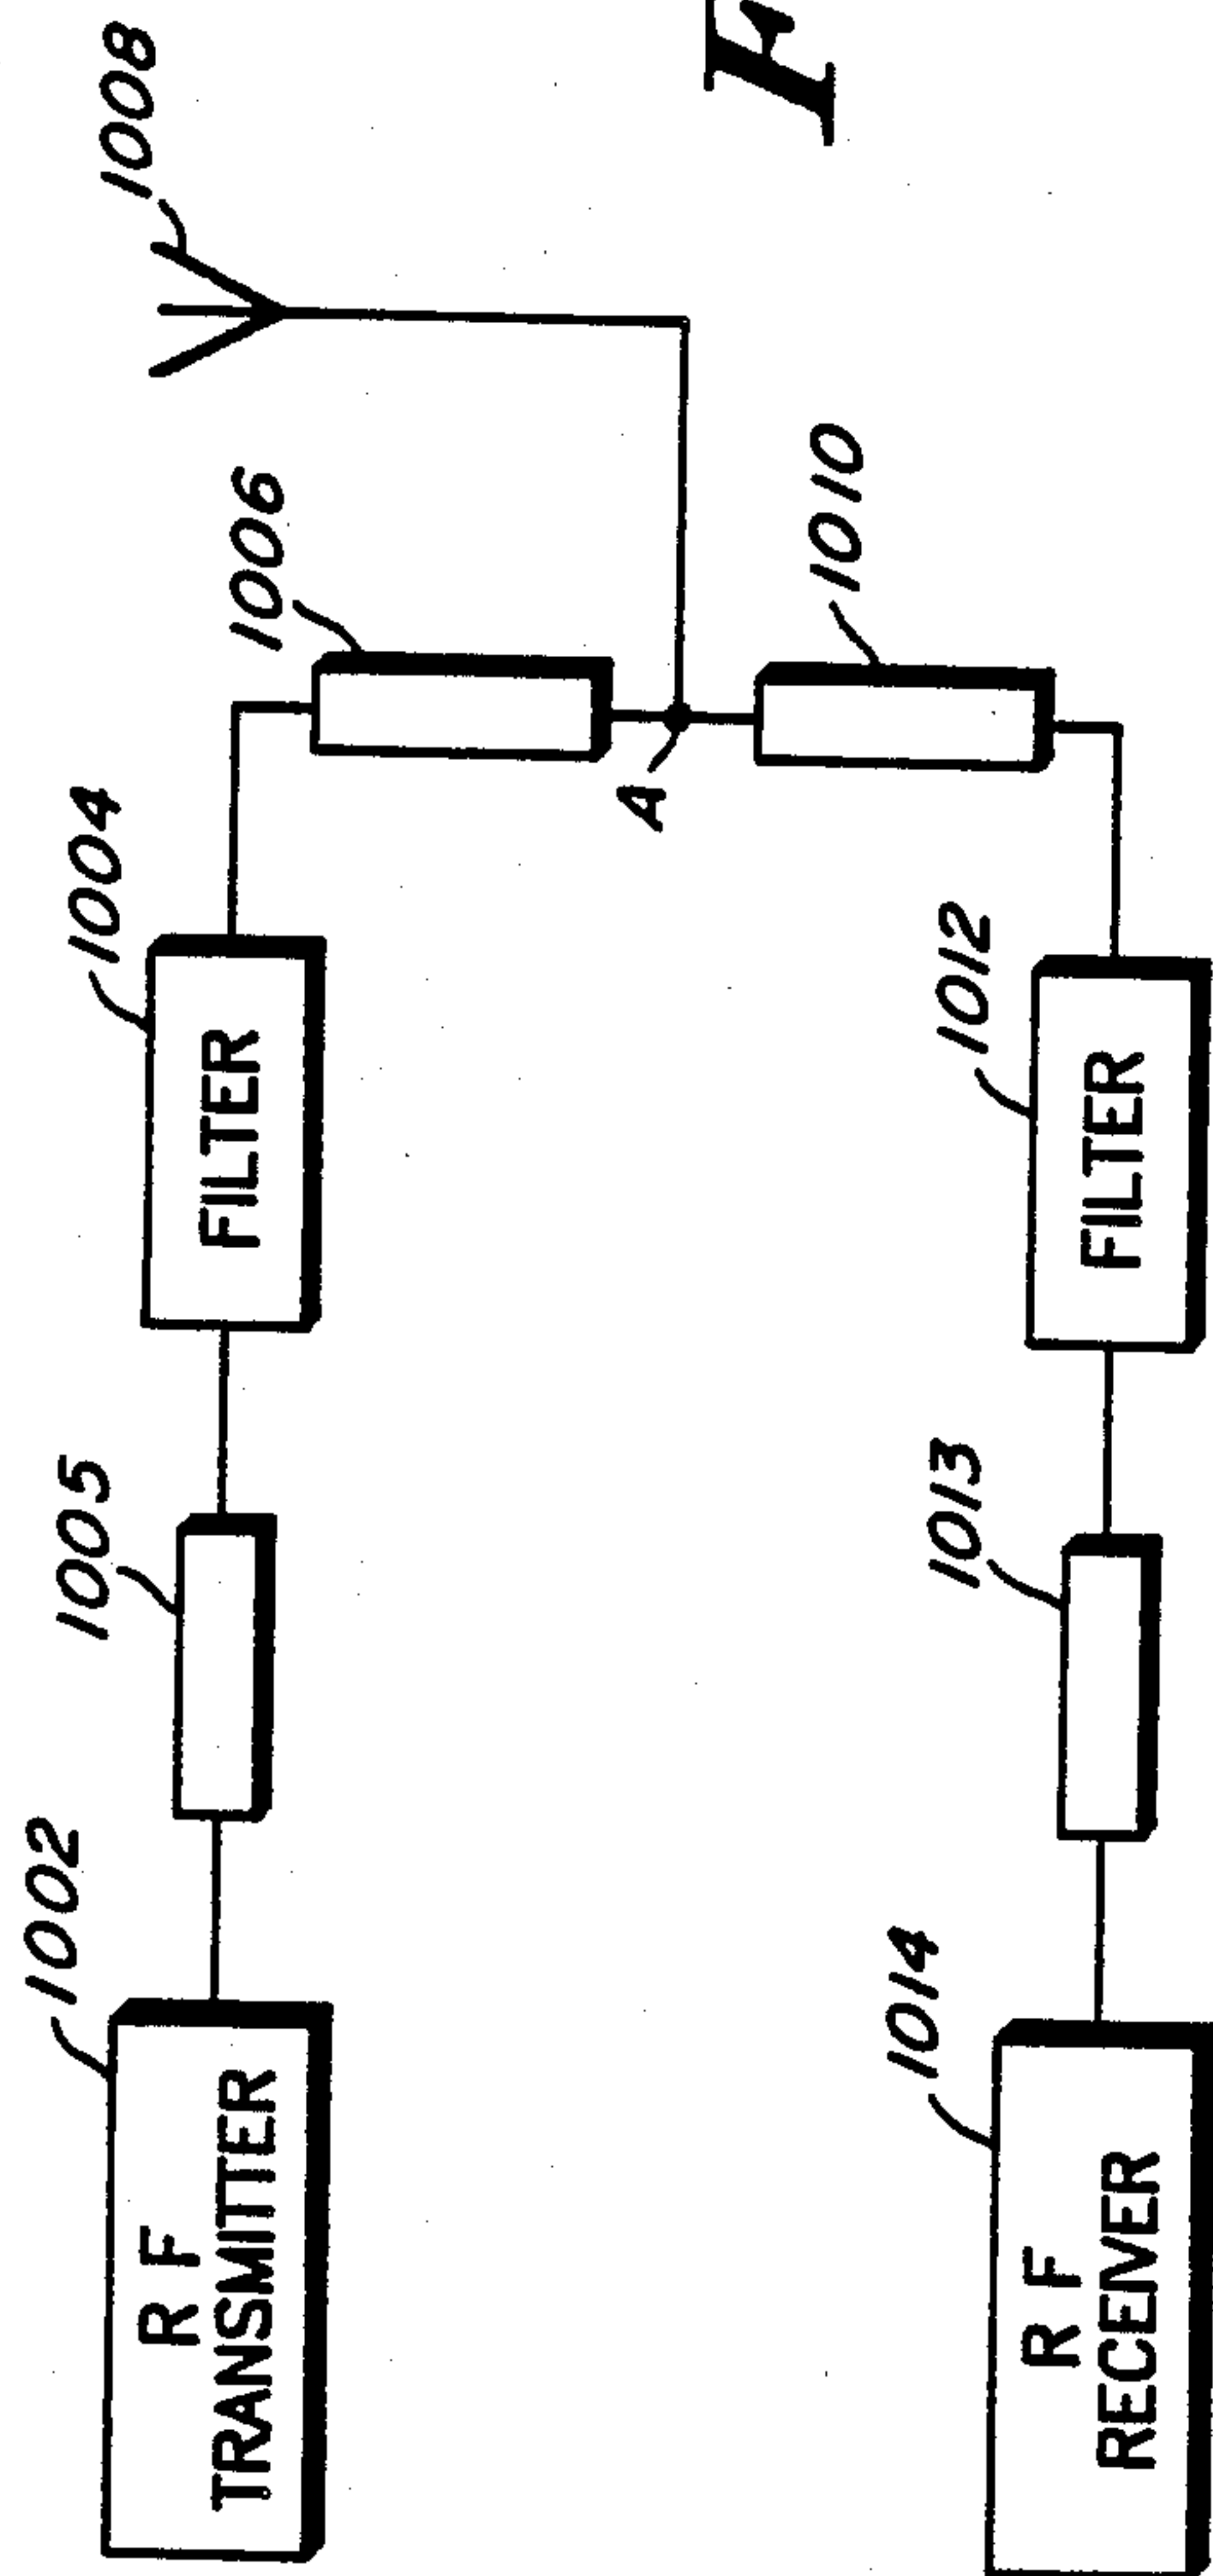 1008
1006
1004
1005
1002
R F
TRANSMITTER
FILTER
A
1010
1012
1013
1014
R F
RECEIVER
FILTER
F